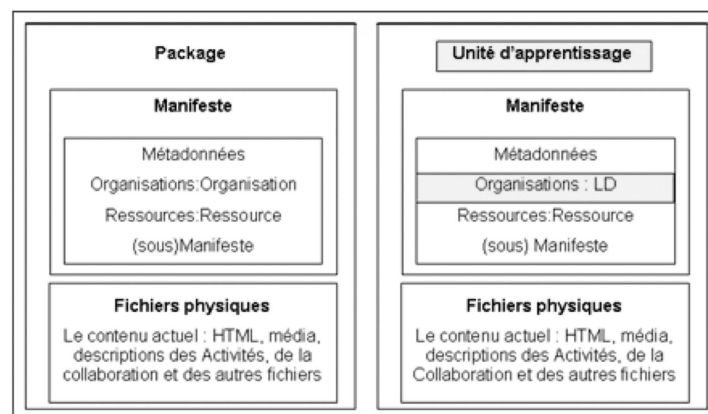 Package
Manifeste
Métadonnées
Organisations:Organisation
Ressources:Ressource
(sous)Manifeste
Fichiers physiques
Le contenu actuel : HTML, média,
descriptions des Activités, de la
collaboration et des autres fichiers
Unité d'apprentissage
Manifeste
Métadonnées
Organisations : LD
Ressources:Ressource
(sous) Manifeste
Fichiers physiques
Le contenu actuel : HTML, média,
descriptions des Activités, de la
Collaboration et des autres fichiers